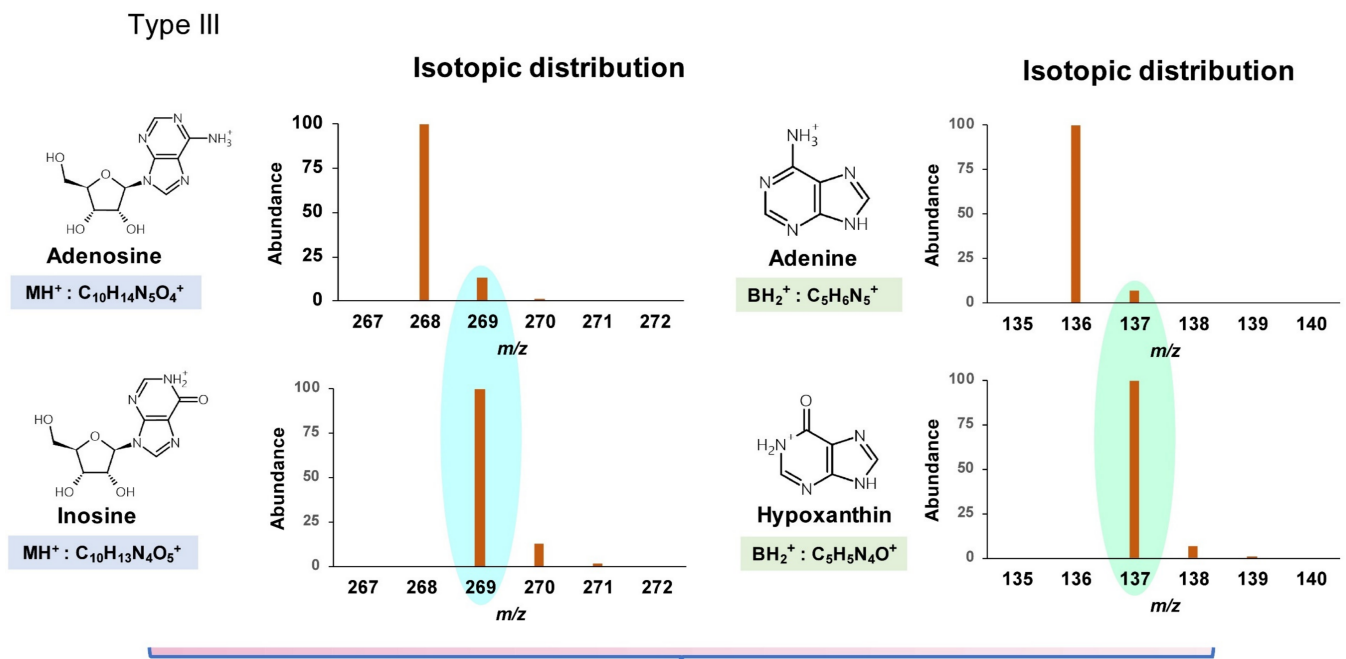 Type III
Isotopic distribution
Isotopic distribution
N
N
NH3+
HO
O
N
N
HO
OH
Adenosine
MH+ : C10H14N5O4+
Abundance
100
75
50
25
0
267 268 269 270 271 272
m/z
NH3+
N
N
N
NH
Adenine
BH2+ : C5H6N5+
Abundance
100
75
50
25
0
135 136 137 138 139 140
m/z
NH2+
N
O
HO
O
N
N
HO
OH
Inosine
MH+ : C10H13N4O5+
Abundance
100
75
50
25
0
267 268 269 270 271 272
m/z
O
H2N+
N
N
NH
Hypoxanthin
BH2+ : C5H5N4O+
Abundance
100
75
50
25
0
135 136 137 138 139 140
m/z